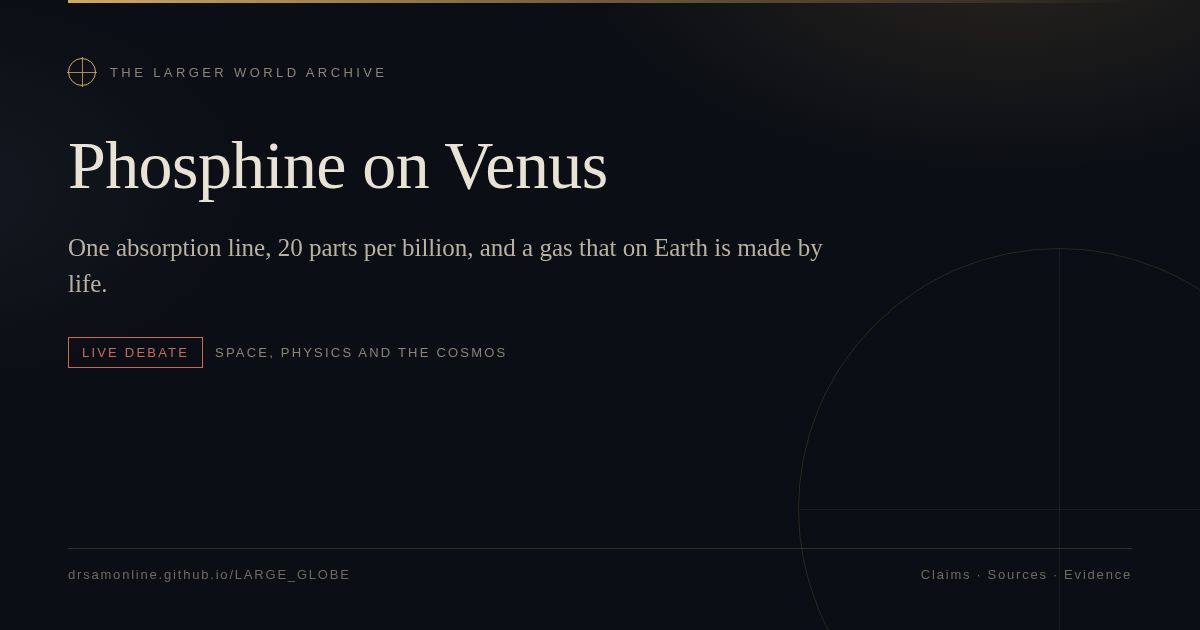 THE LARGER WORLD ARCHIVE
Phosphine on Venus
One absorption line, 20 parts per billion, and a gas that on Earth is made by
life.
LIVE DEBATE
SPACE, PHYSICS AND THE COSMOS
drsamonline.github.io/LARGE_GLOBE
Claims · Sources · Evidence